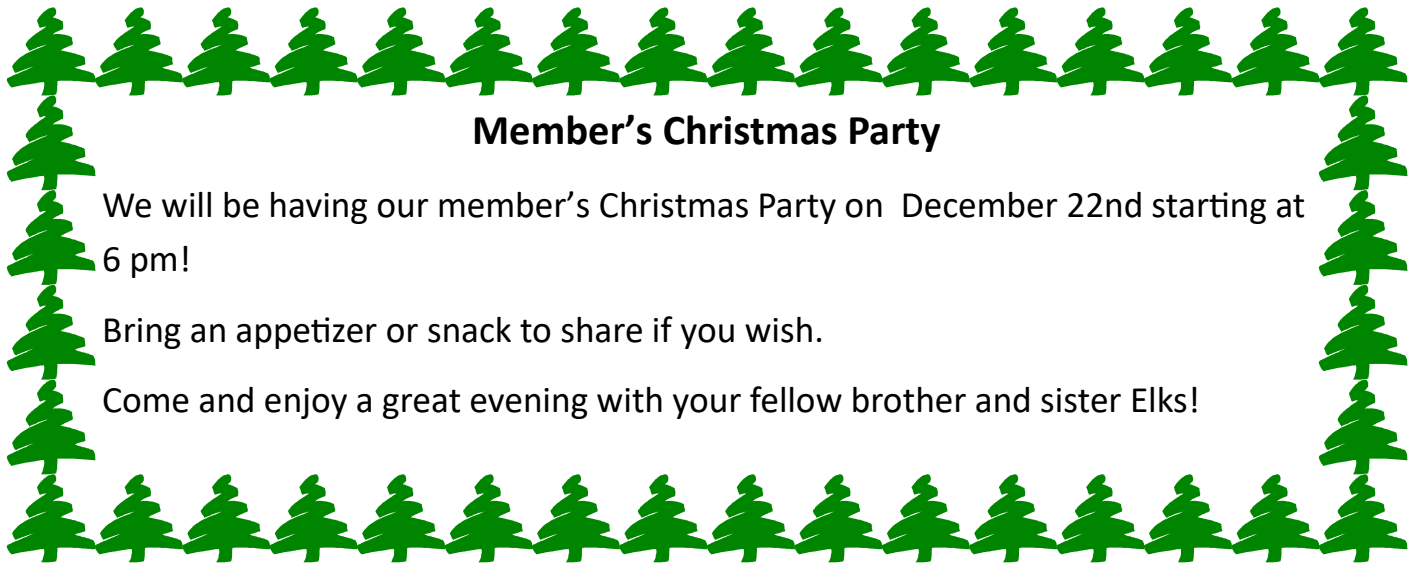 Member’s Christmas Party
We will be having our member’s Christmas Party on  December 22nd starting at
6 pm!
Bring an appetizer or snack to share if you wish.
Come and enjoy a great evening with your fellow brother and sister Elks!